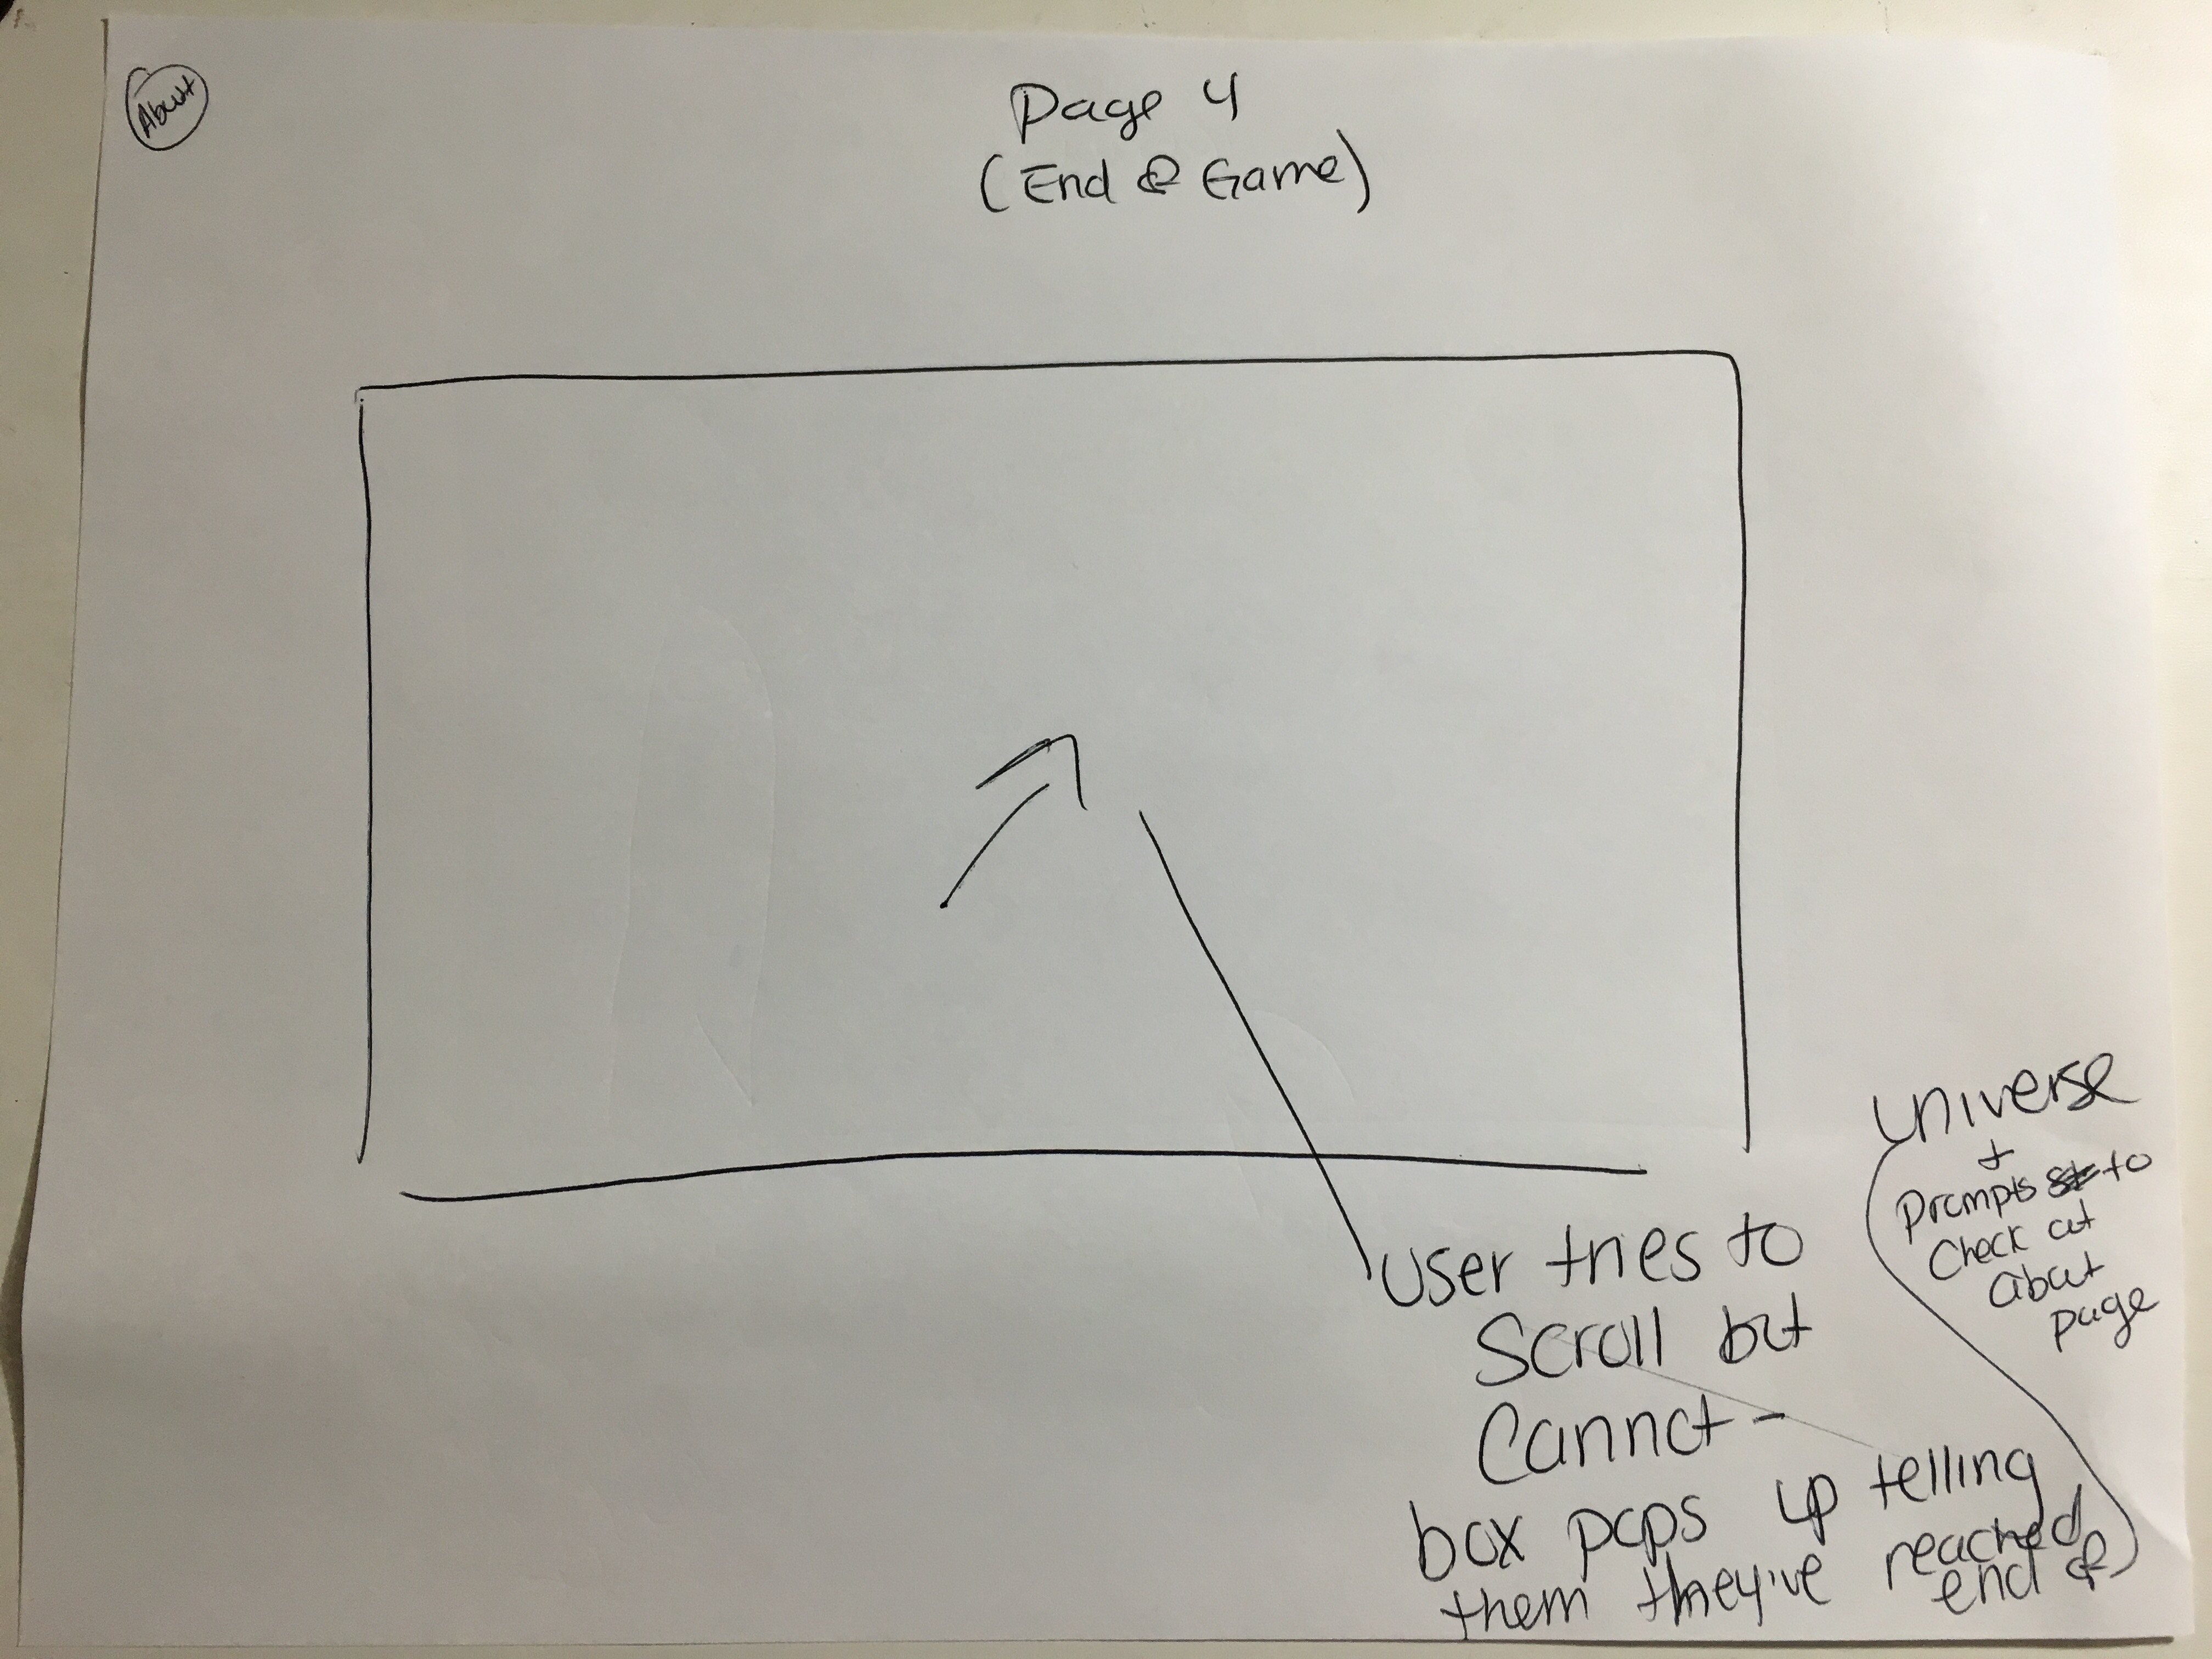 About
Page 4
(End of Game)
user tries to
Scroll but
Cannot -
box pops up telling
them they've reached
end of
universe
+
Prompts to
Check out
about
page